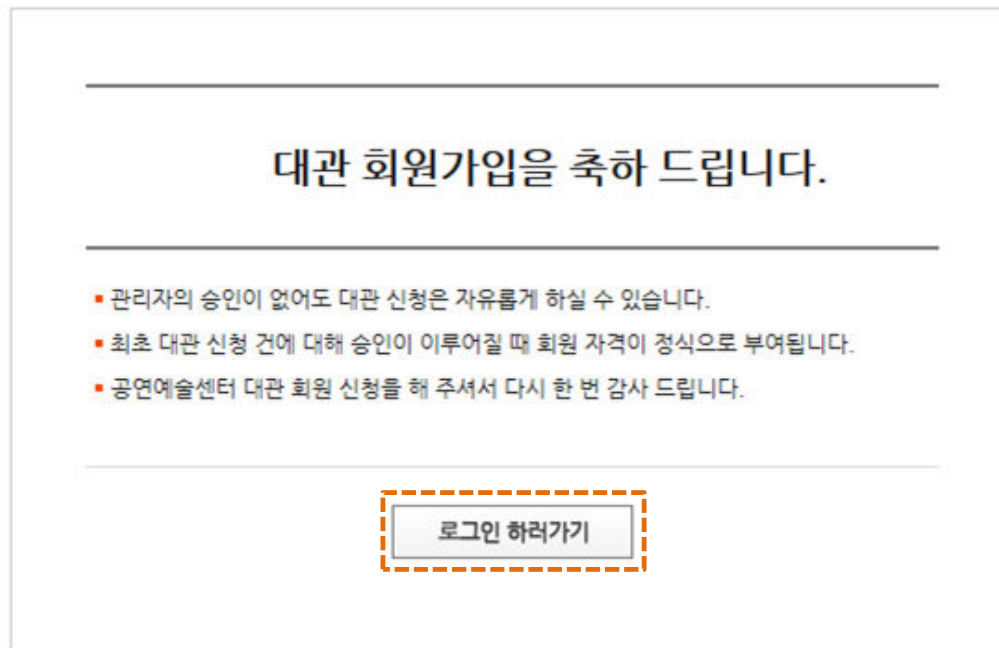 대관 회원가입을 축하 드립니다.
관리자의 승인이 없어도 대관 신청은 자유롭게 하실 수 있습니다.
최초 대관 신청 건에 대해 승인이 이루어질 때 회원 자격이 정식으로 부여됩니다.
공연예술센터 대관 회원 신청을 해 주셔서 다시 한 번 감사 드립니다.
로그인 하러가기